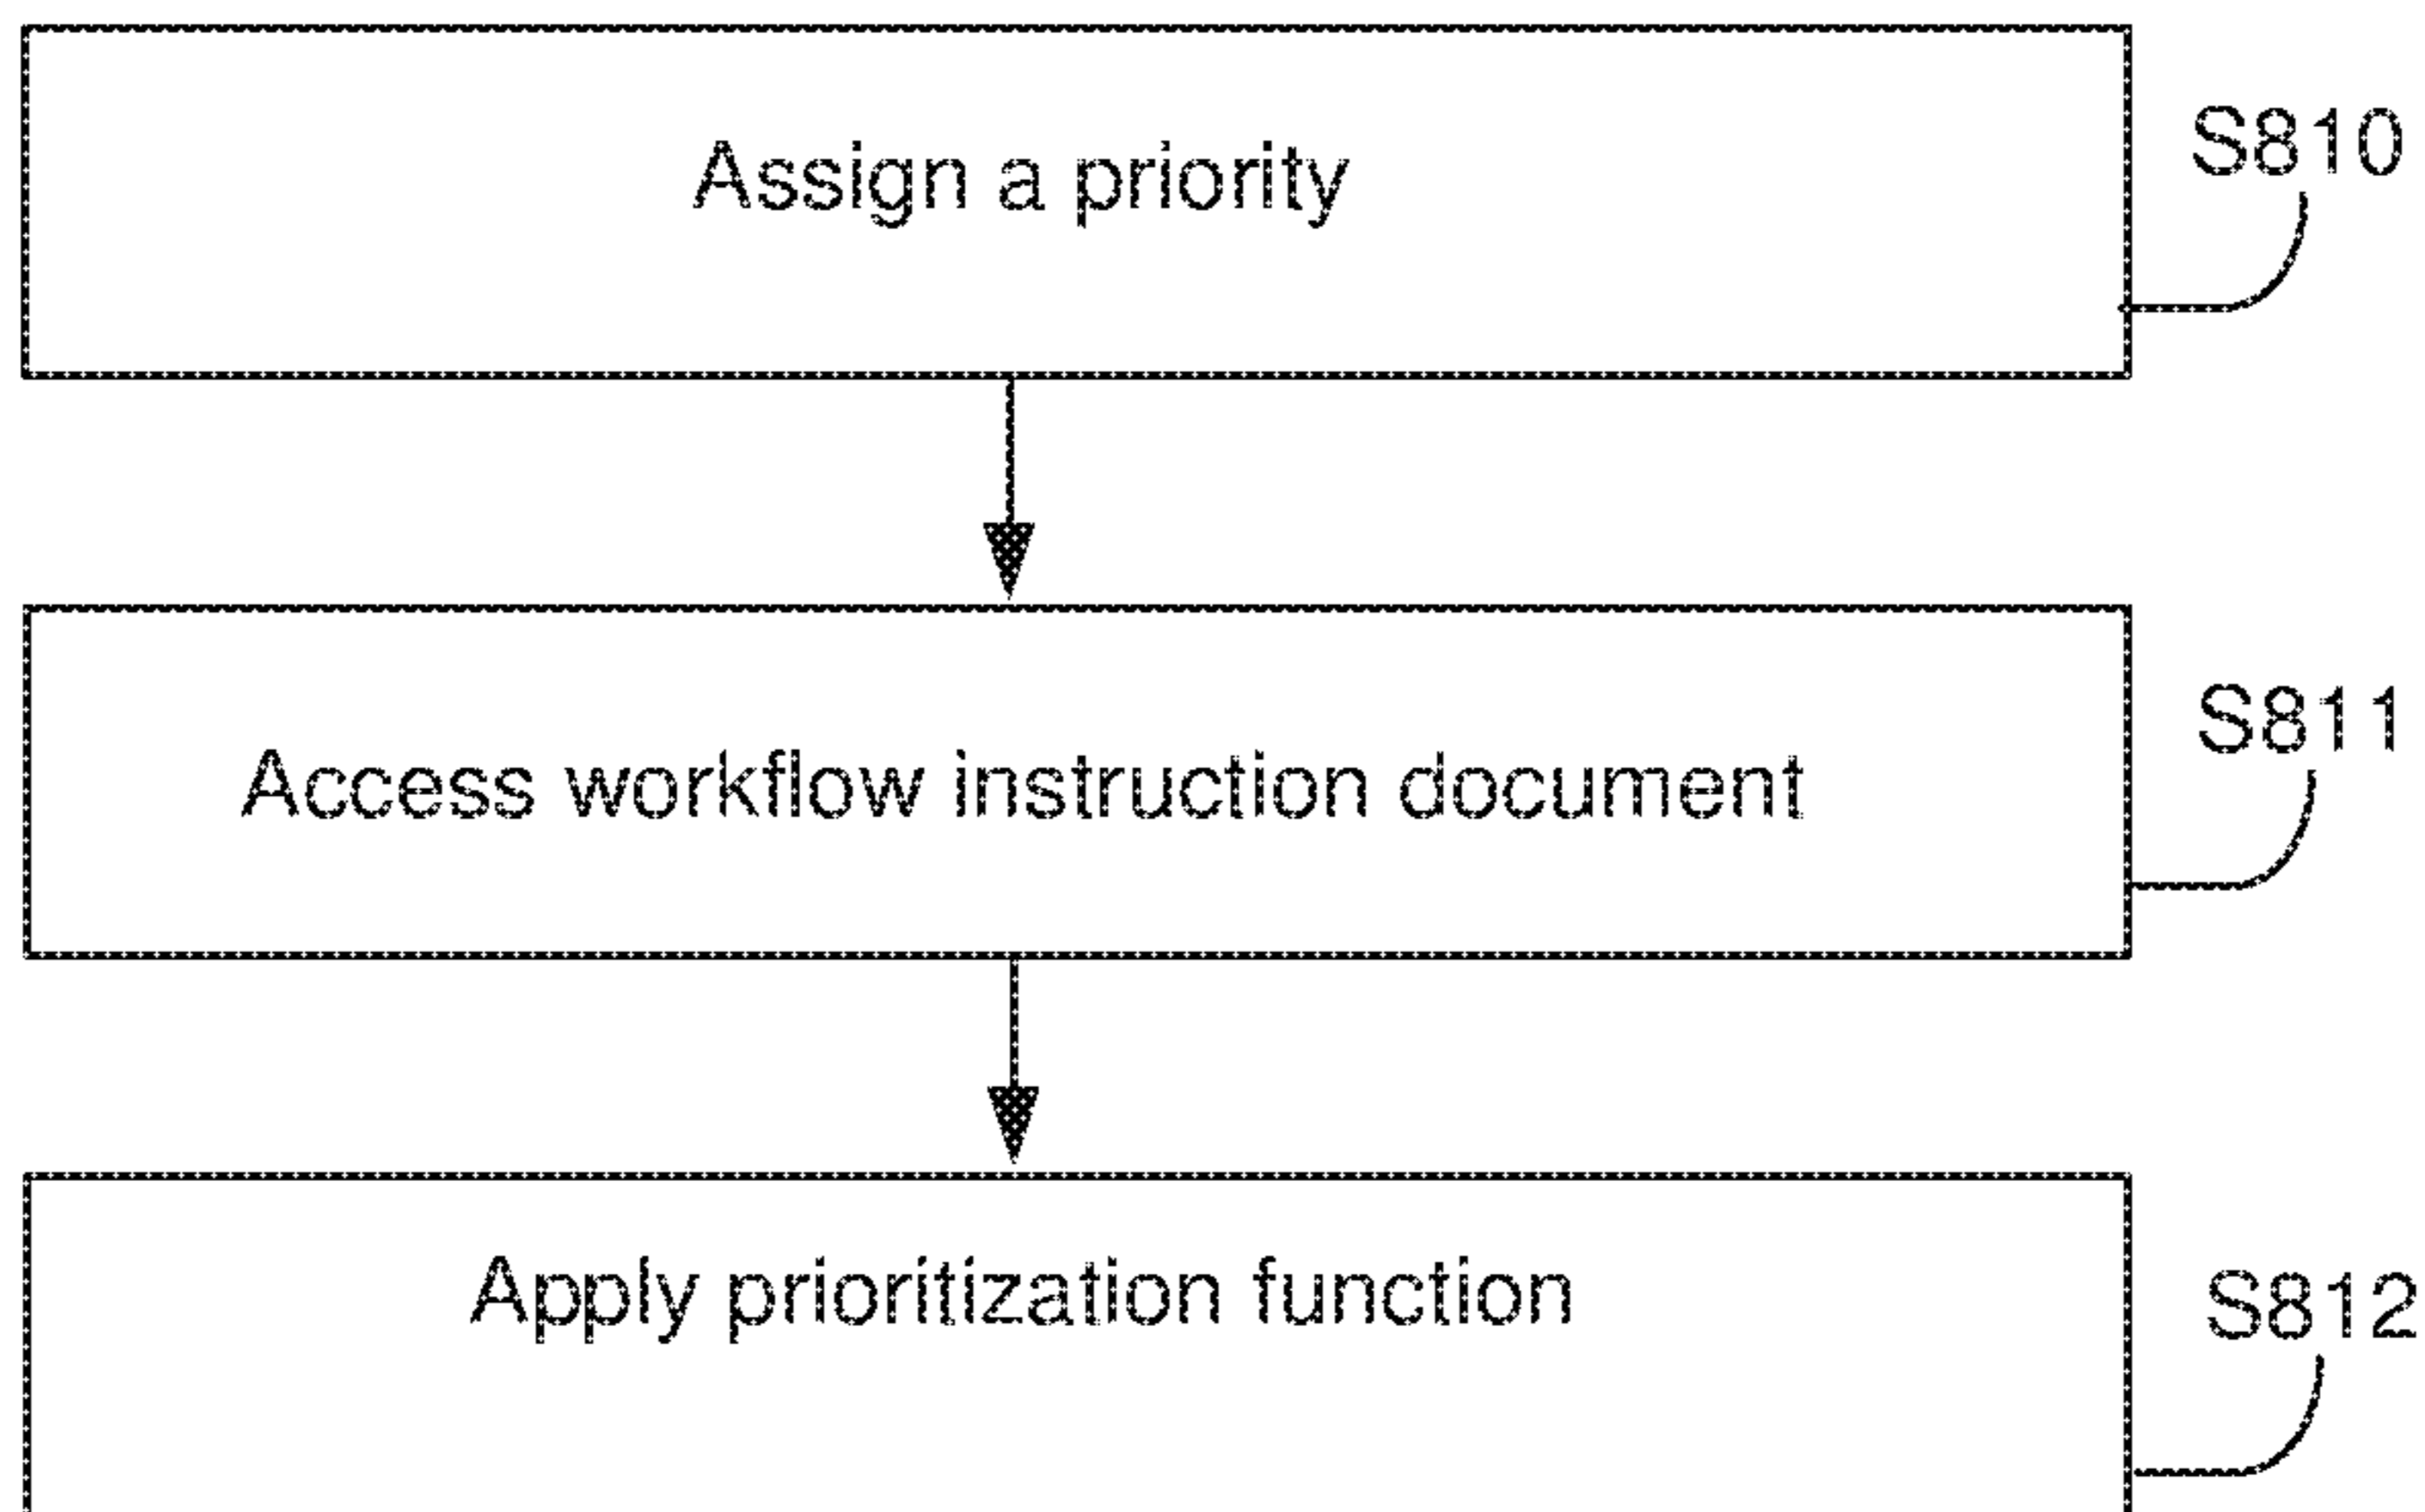 Assign a priority
S810
Access workflow instruction document
S811
Apply prioritization function
S812